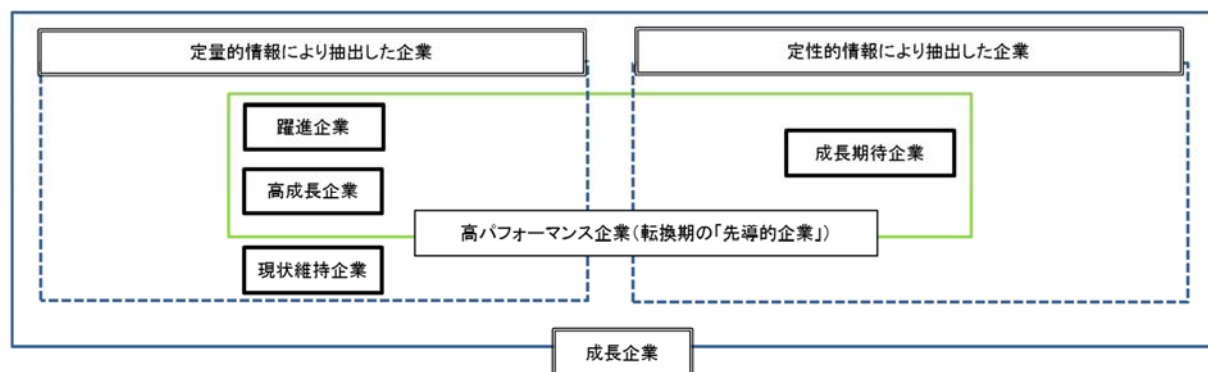 定量的情報により抽出した企業
定性的情報により抽出した企業
躍進企業
成長期待企業
高成長企業
高パフォーマンス企業(転換期の「先導的企業」)
現状維持企業
成長企業